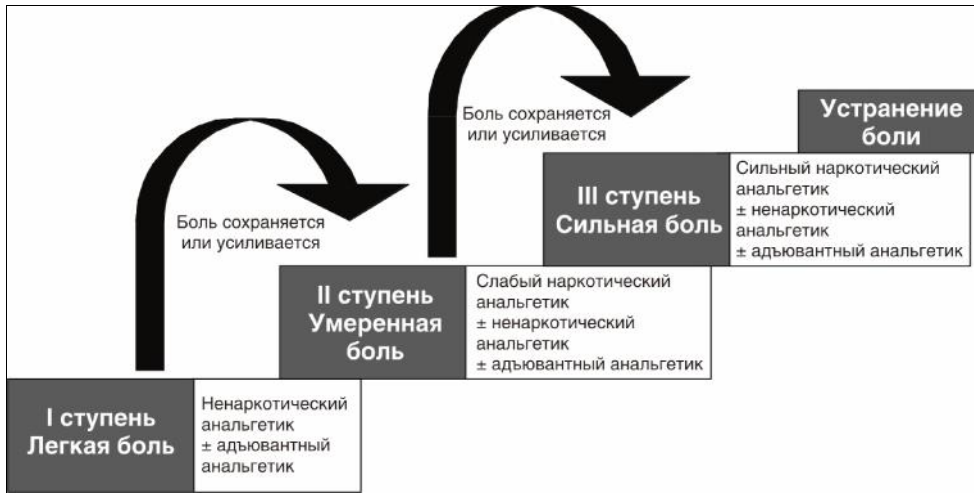 Боль сохраняется
или усиливается
Устранение
боли
III ступень
Сильная боль
Сильный наркотический
анальгетик
± ненаркотический
анальгетик
± адъювантный анальгетик
Боль сохраняется
или усиливается
II ступень
Умеренная
боль
Слабый наркотический
анальгетик
± ненаркотический
анальгетик
± адъювантный анальгетик
I ступень
Легкая боль
Ненаркотический
анальгетик
± адъювантный
анальгетик